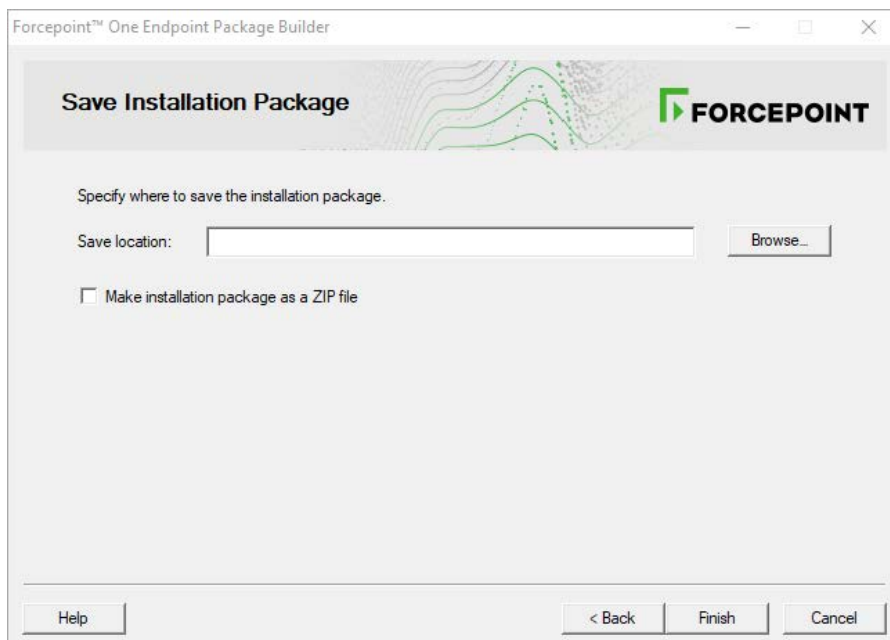 Forcepoint™ One Endpoint Package Builder
Save Installation Package
FORCEPOINT
Specify where to save the installation package.
Save location:
Browse...
Make installation package as a ZIP file
Help
< Back
Finish
Cancel